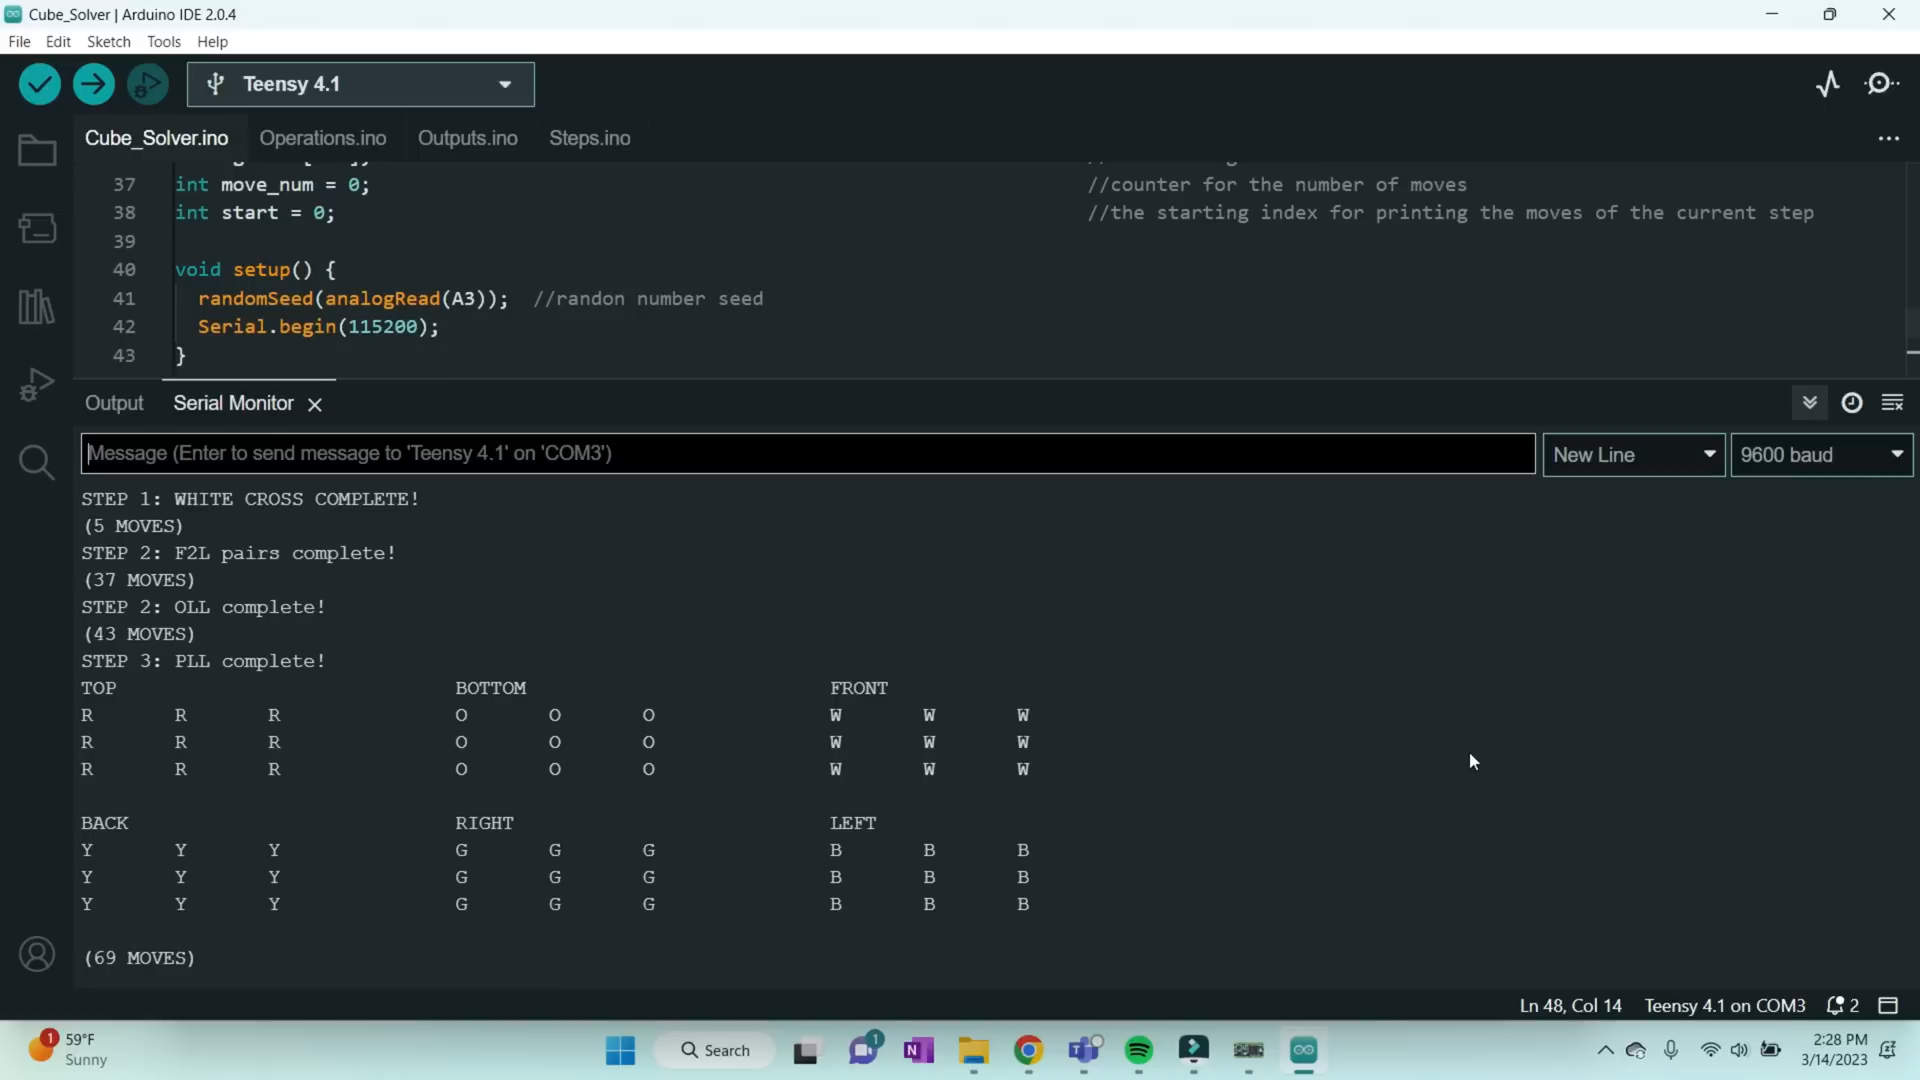 Cube_Solver | Arduino IDE 2.0.4
File Edit Sketch Tools Help
Teensy 4.1
Cube_Solver.ino Operations.ino Outputs.ino Steps.ino
37 int move_num = 0; //counter for the number of moves
38 int start = 0; //the starting index for printing the moves of the current step
39
40 void setup() {
41 randomSeed(analogRead(A3)); //randon number seed
42 Serial.begin(115200);
43 }
Output Serial Monitor
Message (Enter to send message to 'Teensy 4.1' on 'COM3') New Line 9600 baud
STEP 1: WHITE CROSS COMPLETE!
(5 MOVES)
STEP 2: F2L pairs complete!
(37 MOVES)
STEP 2: OLL complete!
(43 MOVES)
STEP 3: PLL complete!
TOP BOTTOM FRONT
R R R O O O W W W
R R R O O O W W W
R R R O O O W W W
BACK RIGHT LEFT
Y Y Y G G G B B B
Y Y Y G G G B B B
Y Y Y G G G B B B
(69 MOVES)
Ln 48, Col 14 Teensy 4.1 on COM3 2
1 59°F
Sunny
Search
1
N
2:28 PM
3/14/2023